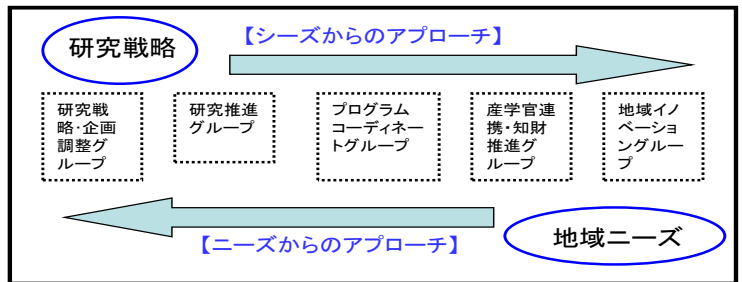 研究戦略
【シーズからのアプローチ】
研究戦
略・企画
調整グ
ループ
研究推進
グループ
プログラム
コーディネー
トグループ
産学官連
携・知財
推進グ
ループ
地域イノ
ベーショ
ングルー
プ
【ニーズからのアプローチ】
地域ニーズ